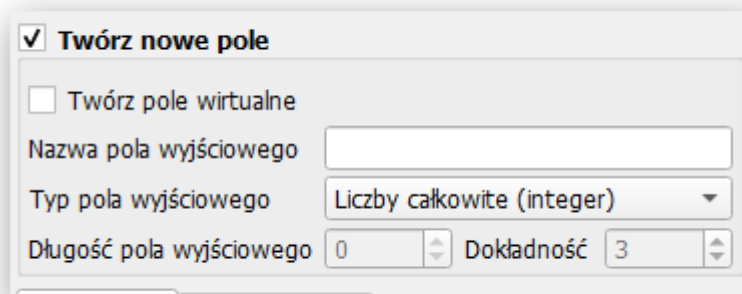 Twórz nowe pole
Twórz pole wirtualne
Nazwa pola wyjściowego
Typ pola wyjściowego Liczby całkowite (integer)
Długość pola wyjściowego 0 Dokładność 3